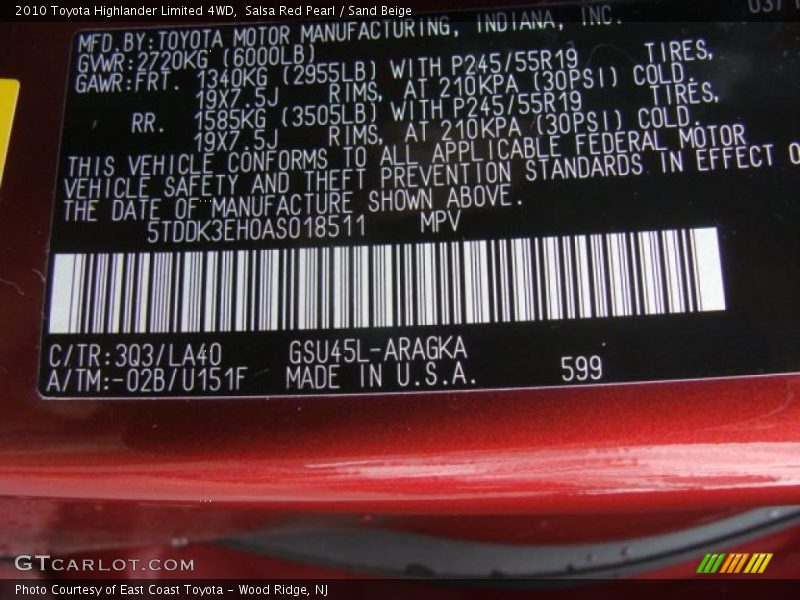 2010 Toyota Highlander Limited 4WD, Salsa Red Pearl / Sand Beige
MFD.BY:TOYOTA MOTOR MANUFACTURING, INDIANA, INC.
GVWR:2720KG (6000LB)
GAWR:FRT. 1340KG (2955LB) WITH P245/55R19 TIRES,
19X7.5J RIMS, AT 210KPA (30PSI) COLD.
RR. 1585KG (3505LB) WITH P245/55R19 TIRES,
19X7.5J RIMS, AT 210KPA (30PSI) COLD.
THIS VEHICLE CONFORMS TO ALL APPLICABLE FEDERAL MOTOR
VEHICLE SAFETY AND THEFT PREVENTION STANDARDS IN EFFECT
THE DATE OF MANUFACTURE SHOWN ABOVE.
5TDDK3EH0AS018511 MPV
C/TR:3Q3/LA40 GSU45L-ARAGKA
A/TM:-02B/U151F MADE IN U.S.A. 599
GTCARLOT.COM
Photo Courtesy of East Coast Toyota - Wood Ridge, NJ